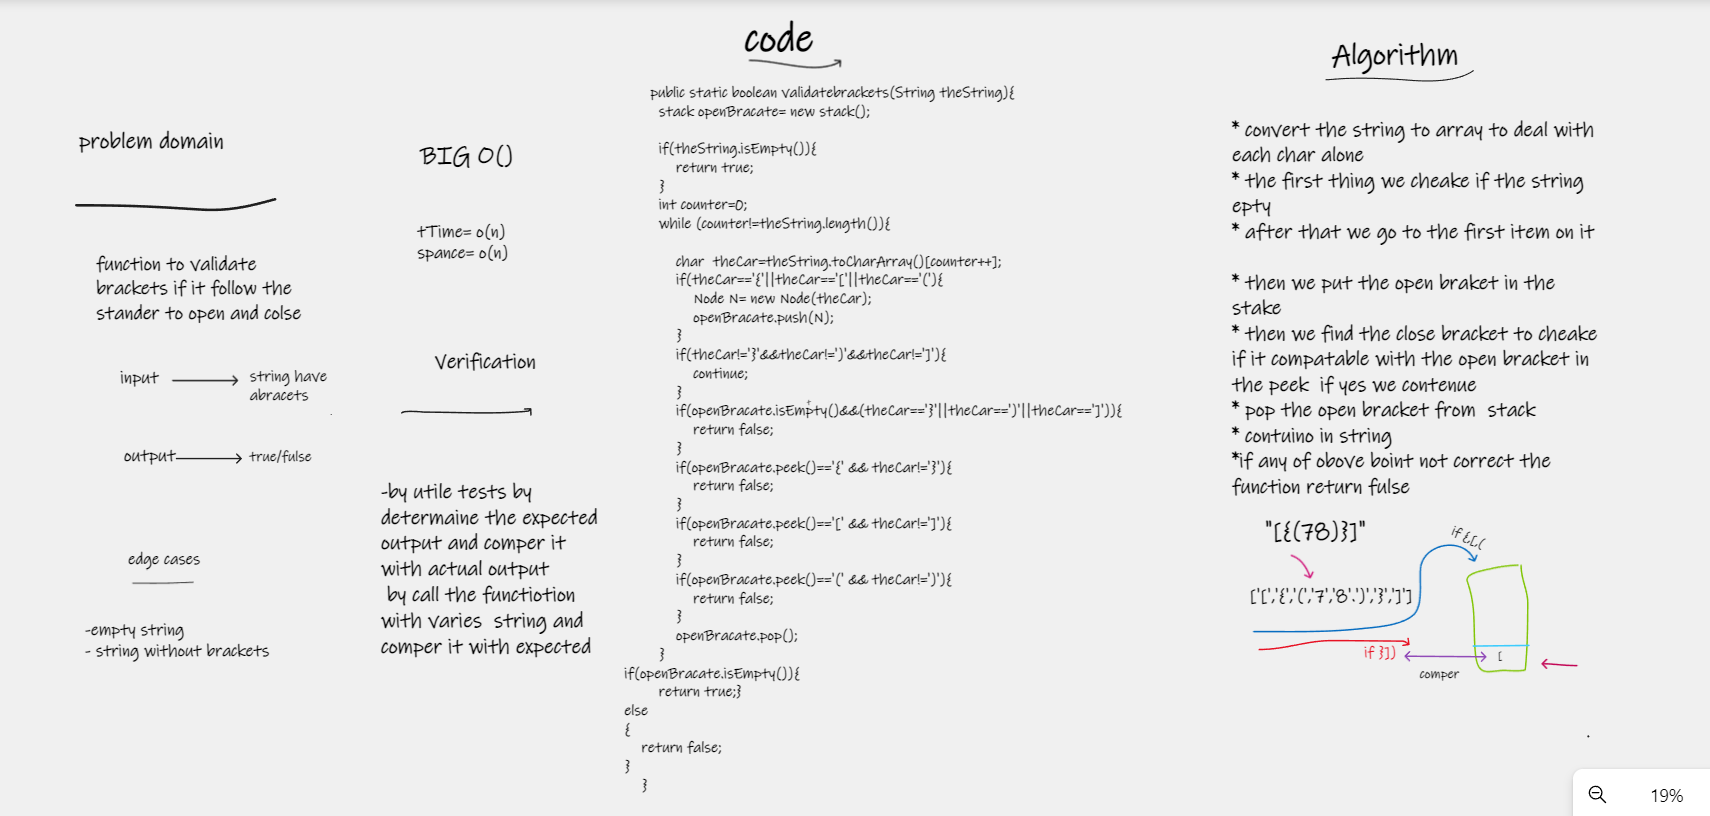 problem domain
function to validate
brackets if it follow the
stander to open and colse
input
string have
abracets
output
true/fulse
edge cases
-empty string
- string without brackets
BIG O()
tTime= o(n)
spance= o(n)
Verification
-by utile tests by
determaine the expected
output and comper it
with actual output
by call the functiotion
with varies string and
comper it with expected
code
public static boolean validatebrackets(String theString){
stack openBracate= new stack();
if(theString.isEmpty()){
return true;
}
int counter=0;
while (counter!=theString.length()){
char theCar=theString.toCharArray()[counter++];
if(theCar=='{'||theCar=='['||theCar=='('){
Node N= new Node(theCar);
openBracate.push(N);
}
if(theCar!='}'&&theCar!=')'&&theCar!=']'){
continue;
}
if(openBracate.isEmpty()&&(theCar=='}'||theCar==')'||theCar==']')){
return false;
}
if(openBracate.peek()=='{' && theCar!='}'){
return false;
}
if(openBracate.peek()=='[' && theCar!=']'){
return false;
}
if(openBracate.peek()=='(' && theCar!=')'){
return false;
}
openBracate.pop();
}
if(openBracate.isEmpty()){
return true;}
else
{
return false;
}
}
Algorithm
* convert the string to array to deal with
each char alone
* the first thing we cheake if the string
epty
* after that we go to the first item on it
* then we put the open braket in the
stake
* then we find the close bracket to cheake
if it compatable with the open bracket in
the peek if yes we contenue
* pop the open bracket from stack
* contuino in string
*if any of obove boint not correct the
function return fulse
"[{(78)}]"
if {[,(
['[','{','(','7','8'.')','}',']']
if }])
[
comper
19%